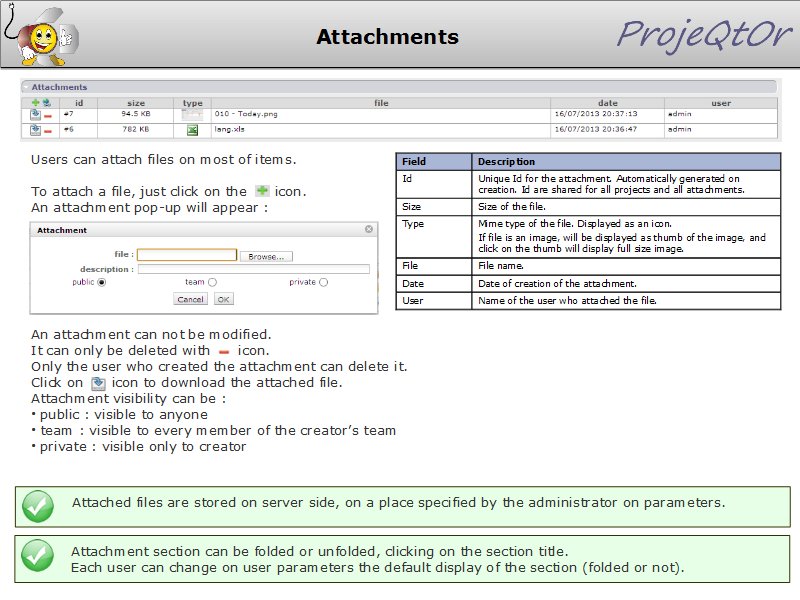 Attachments
ProjeQtOr
Attachments
id size type file date user
#7 94.5 KB 010 - Today.png 16/07/2013 20:37:13 admin
#6 782 KB lang.xls 16/07/2013 20:36:47 admin
Users can attach files on most of items.
To attach a file, just click on the icon.
An attachment pop-up will appear :
Attachment
file : Browse...
description :
public team private
Cancel OK
Field Description
Id Unique Id for the attachment. Automatically generated on
creation. Id are shared for all projects and all attachments.
Size Size of the file.
Type Mime type of the file. Displayed as an icon.
If file is an image, will be displayed as thumb of the image, and
click on the thumb will display full size image.
File File name.
Date Date of creation of the attachment.
User Name of the user who attached the file.
An attachment can not be modified.
It can only be deleted with icon.
Only the user who created the attachment can delete it.
Click on icon to download the attached file.
Attachment visibility can be :
• public : visible to anyone
• team : visible to every member of the creator’s team
• private : visible only to creator
Attached files are stored on server side, on a place specified by the administrator on parameters.
Attachment section can be folded or unfolded, clicking on the section title.
Each user can change on user parameters the default display of the section (folded or not).